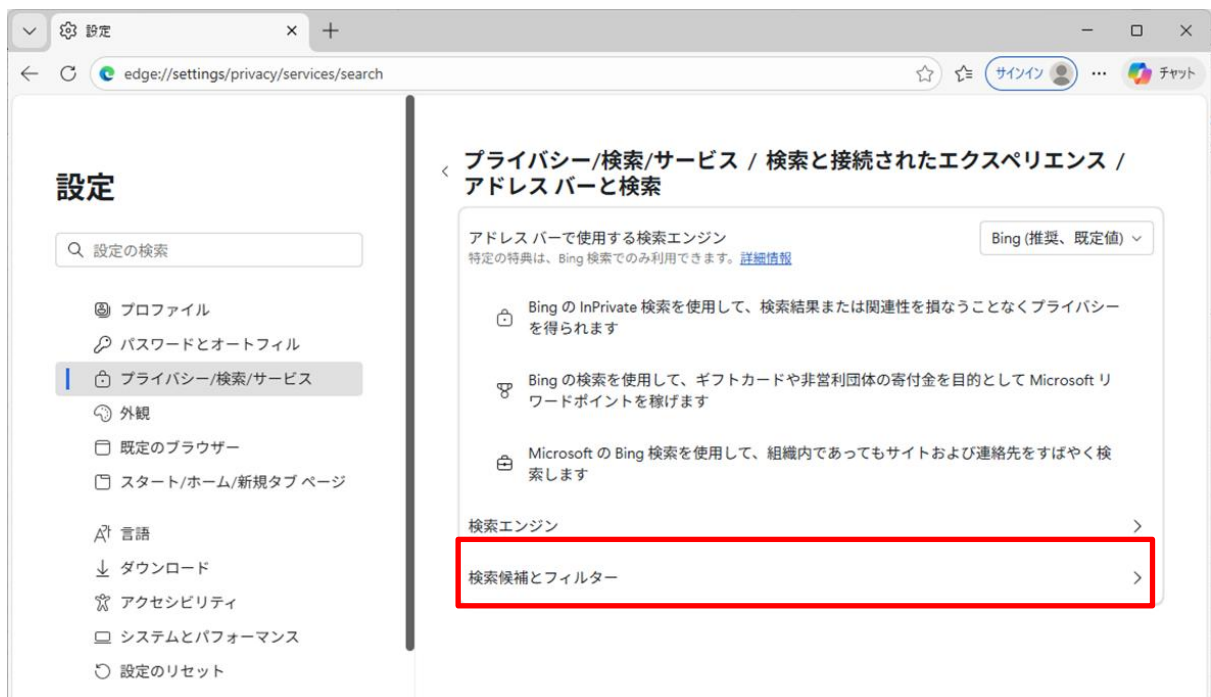 設定
edge://settings/privacy/services/search
サインイン
チャット
設定
設定の検索
プロファイル
パスワードとオートフィル
プライバシー/検索/サービス
外観
既定のブラウザー
スタート/ホーム/新規タブ ページ
言語
ダウンロード
アクセシビリティ
システムとパフォーマンス
設定のリセット
プライバシー/検索/サービス / 検索と接続されたエクスペリエンス /
アドレス バーと検索
アドレス バーで使用する検索エンジン
Bing (推奨、既定値)
特定の特典は、Bing 検索でのみ利用できます。詳細情報
Bing の InPrivate 検索を使用して、検索結果または関連性を損なうことなくプライバシー
を得られます
Bing の検索を使用して、ギフトカードや非営利団体の寄付金を目的として Microsoft リ
ワードポイントを稼げます
Microsoft の Bing 検索を使用して、組織内であってもサイトおよび連絡先をすばやく検
索します
検索エンジン
検索候補とフィルター